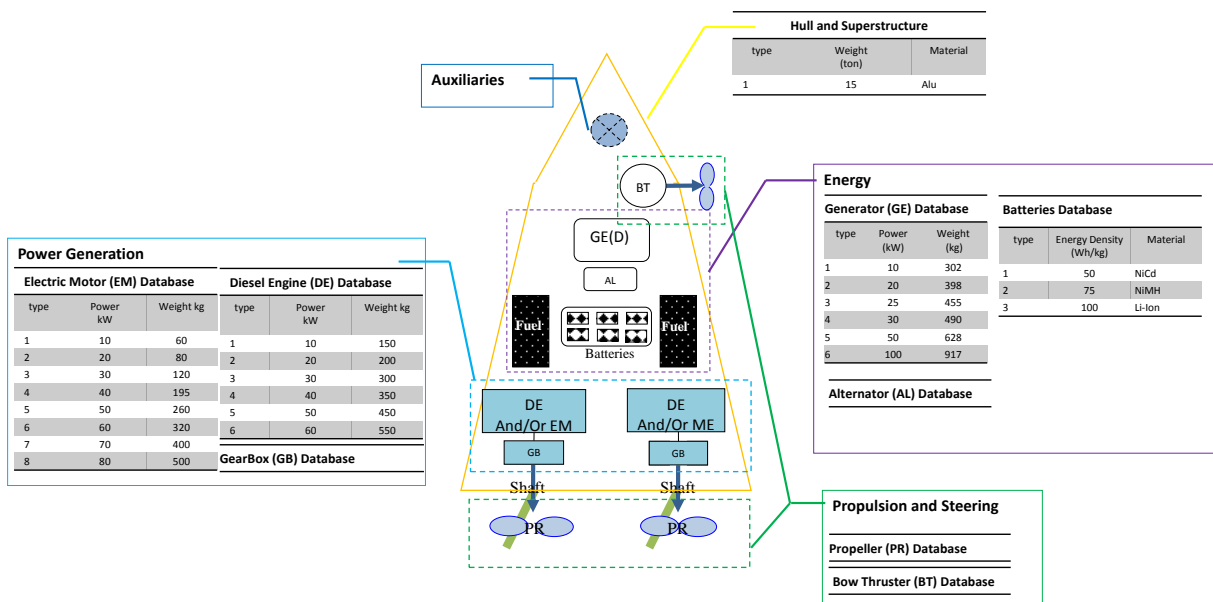 Hull and Superstructure
type Weight (ton) Material
1 15 Alu
Auxiliaries
BT
GE(D)
AL
Fuel
Fuel
Batteries
DE
And/Or EM
DE
And/Or ME
GB
GB
Shaft
Shaft
PR
PR
Power Generation
Electric Motor (EM) Database
type Power kW Weight kg
1 10 60
2 20 80
3 30 120
4 40 195
5 50 260
6 60 320
7 70 400
8 80 500
Diesel Engine (DE) Database
type Power kW Weight kg
1 10 150
2 20 200
3 30 300
4 40 350
5 50 450
6 60 550
GearBox (GB) Database
Energy
Generator (GE) Database
type Power (kW) Weight (kg)
1 10 302
2 20 398
3 25 455
4 30 490
5 50 628
6 100 917
Alternator (AL) Database
Batteries Database
type Energy Density (Wh/kg) Material
1 50 NiCd
2 75 NiMH
3 100 Li-Ion
Propulsion and Steering
Propeller (PR) Database
Bow Thruster (BT) Database